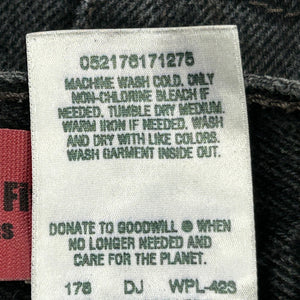 052176171275
MACHINE WASH COLD. ONLY
NON-CHLORINE BLEACH IF
NEEDED. TUMBLE DRY MEDIUM.
WARM IRON IF NEEDED. WASH
AND DRY WITH LIKE COLORS.
WASH GARMENT INSIDE OUT.
Fi
s
DONATE TO GOODWILL ® WHEN
NO LONGER NEEDED AND
CARE FOR THE PLANET.
178 DJ WPL-423